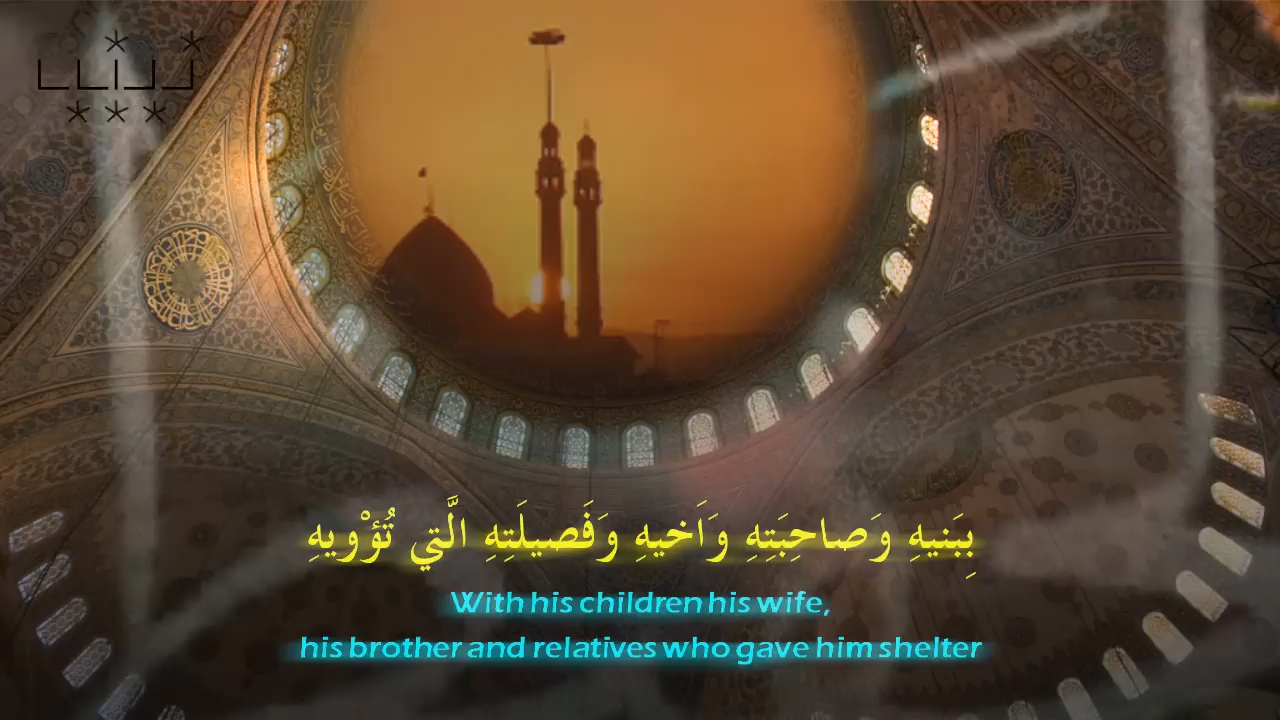 بِبَنيهِ وَصاحِبَتِهِ وَاَخيهِ وَفَصيلَتِهِ الَّتي تُؤْويهِ
With his children his wife,
his brother and relatives who gave him shelter